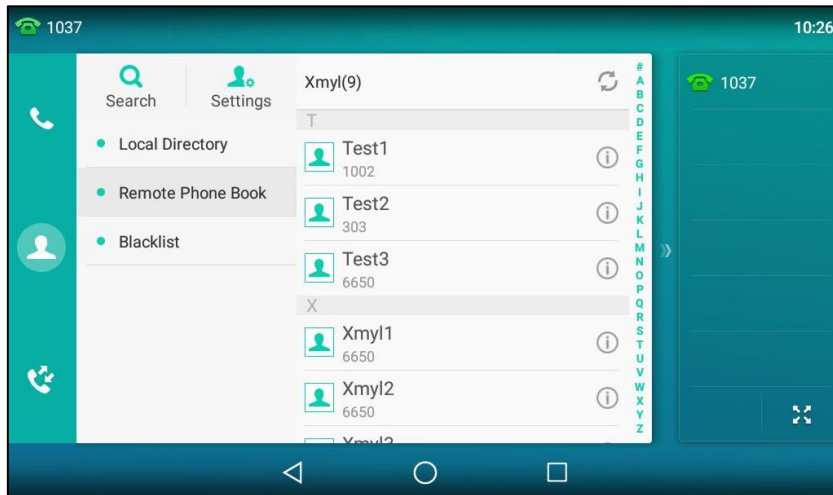 1037
10:26
Search
Settings
Local Directory
Remote Phone Book
Blacklist
Xmyl(9)
T
Test1
1002
Test2
303
Test3
6650
X
Xmyl1
6650
Xmyl2
6650
#
A
B
C
D
E
F
G
H
I
J
K
L
M
N
O
P
Q
R
S
T
U
V
W
X
Y
Z
1037